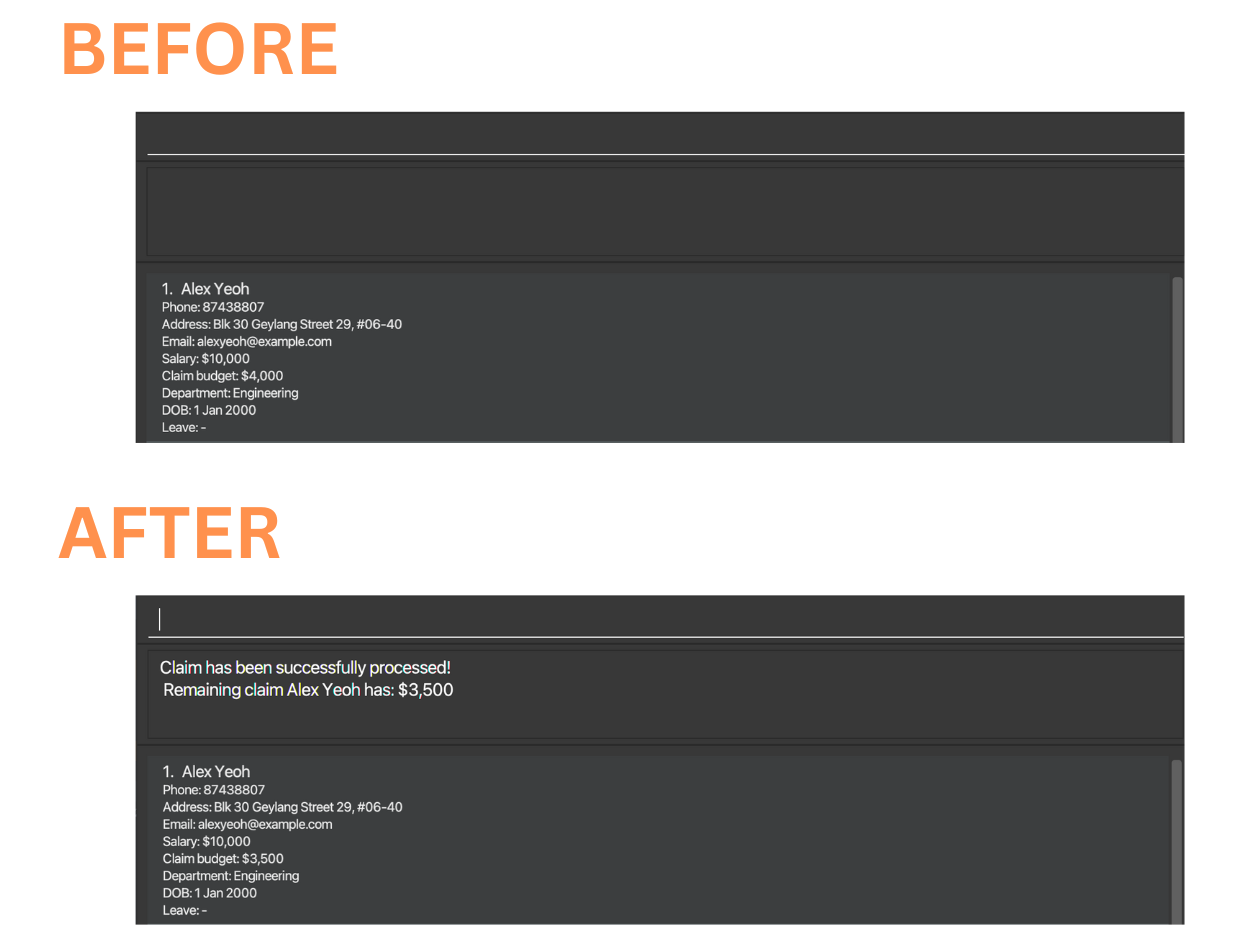 BEFORE
1. Alex Yeoh
Phone: 87438807
Address: Blk 30 Geylang Street 29, #06-40
Email: alexyeoh@example.com
Salary: $10,000
Claim budget: $4,000
Department: Engineering
DOB: 1 Jan 2000
Leave: -
AFTER
Claim has been successfully processed!
Remaining claim Alex Yeoh has: $3,500
1. Alex Yeoh
Phone: 87438807
Address: Blk 30 Geylang Street 29, #06-40
Email: alexyeoh@example.com
Salary: $10,000
Claim budget: $3,500
Department: Engineering
DOB: 1 Jan 2000
Leave: -